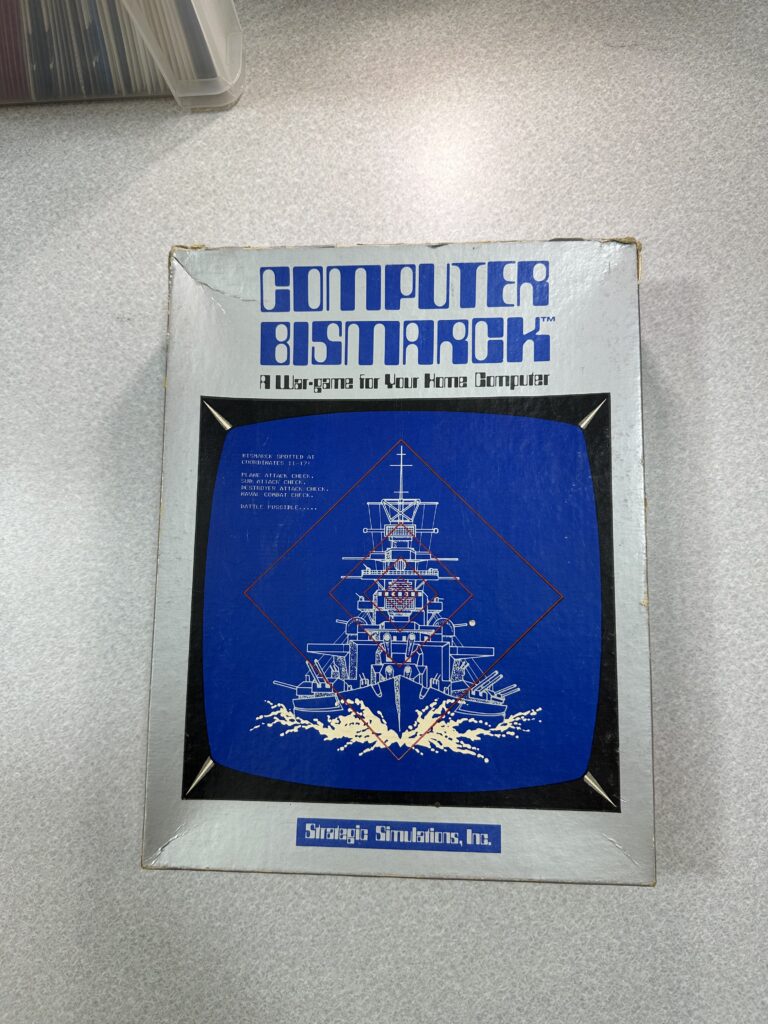 COMPUTER
BISMARCK™
A War-game for Your Home Computer
BISMARCK SPOTTED AT
PLANE ATTACK CHECK.
SUB ATTACK CHECK.
DESTROYER ATTACK CHECK.
NAVAL COMBAT CHECK.
BATTLE POSSIBLE.....
Strategic Simulations, Inc.